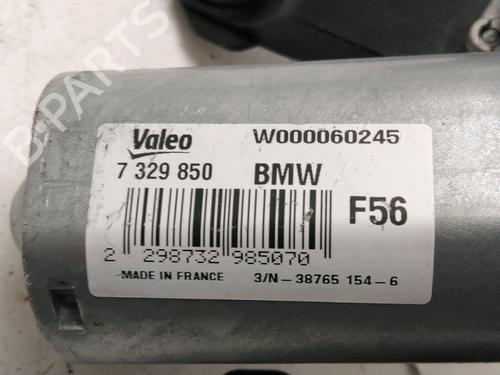 B-PARTS
Valeo W000060245
7 329 850 BMW
F56
2 298732 985070
MADE IN FRANCE 3/N-38765 154-6